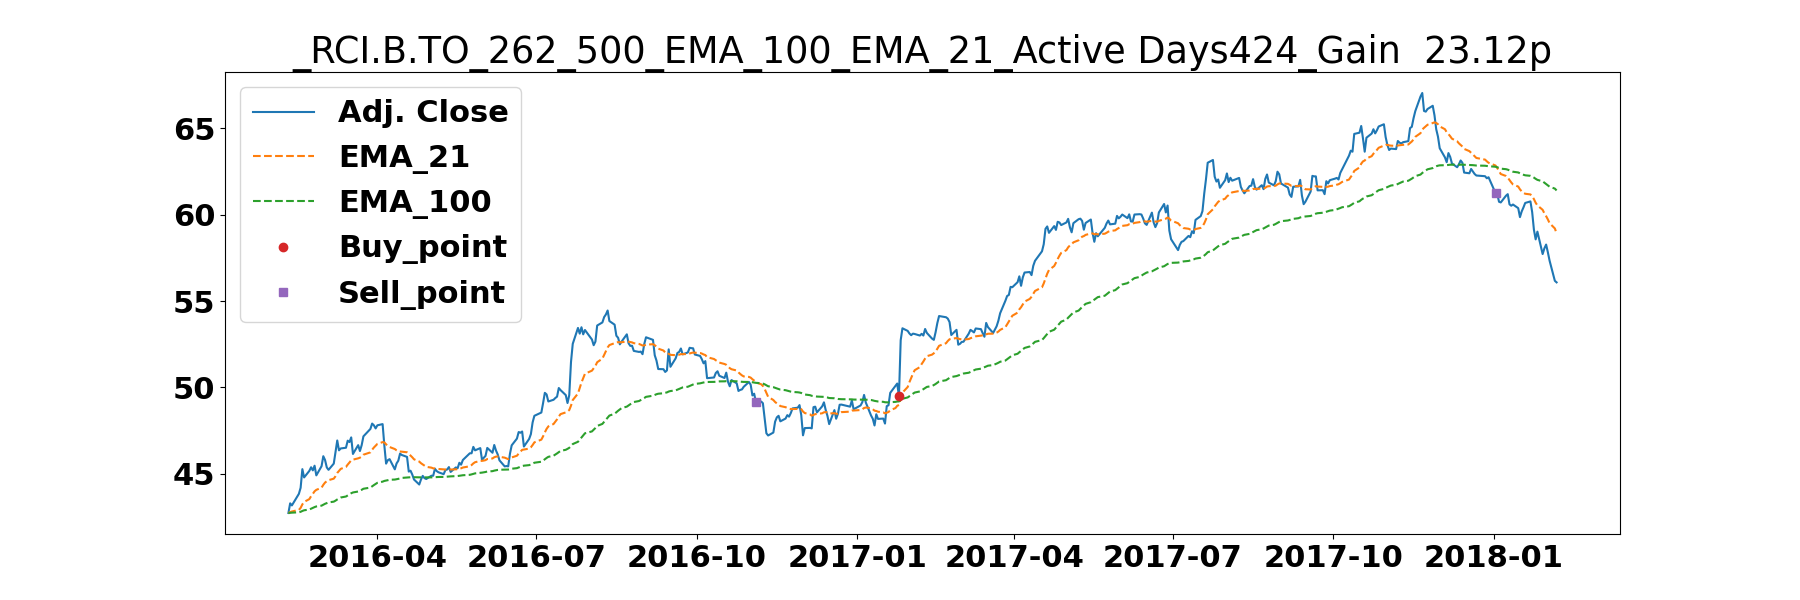 _RCI.B.TO_262_500_EMA_100_EMA_21_Active Days424_Gain  23.12p
Adj. Close
EMA_21
EMA_100
Buy_point
Sell_point
65
60
55
50
45
2016-04 2016-07 2016-10 2017-01 2017-04 2017-07 2017-10 2018-01